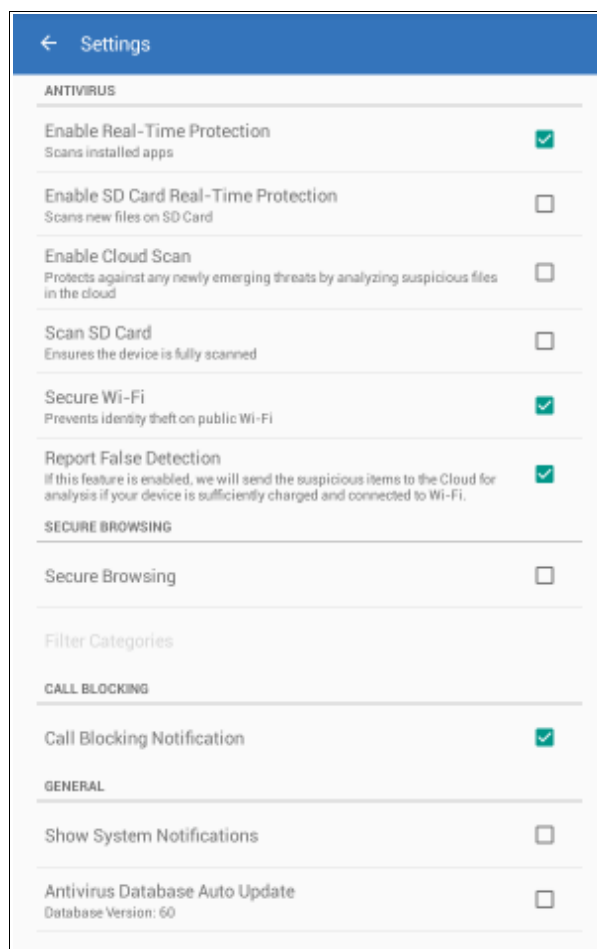 Settings
ANTIVIRUS
Enable Real-Time Protection
Scans installed apps
Enable SD Card Real-Time Protection
Scans new files on SD Card
Enable Cloud Scan
Protects against any newly emerging threats by analyzing suspicious files
in the cloud
Scan SD Card
Ensures the device is fully scanned
Secure Wi-Fi
Prevents identity theft on public Wi-Fi
Report False Detection
If this feature is enabled, we will send the suspicious items to the Cloud for
analysis if your device is sufficiently charged and connected to Wi-Fi.
SECURE BROWSING
Secure Browsing
Filter Categories
CALL BLOCKING
Call Blocking Notification
GENERAL
Show System Notifications
Antivirus Database Auto Update
Database Version: 60